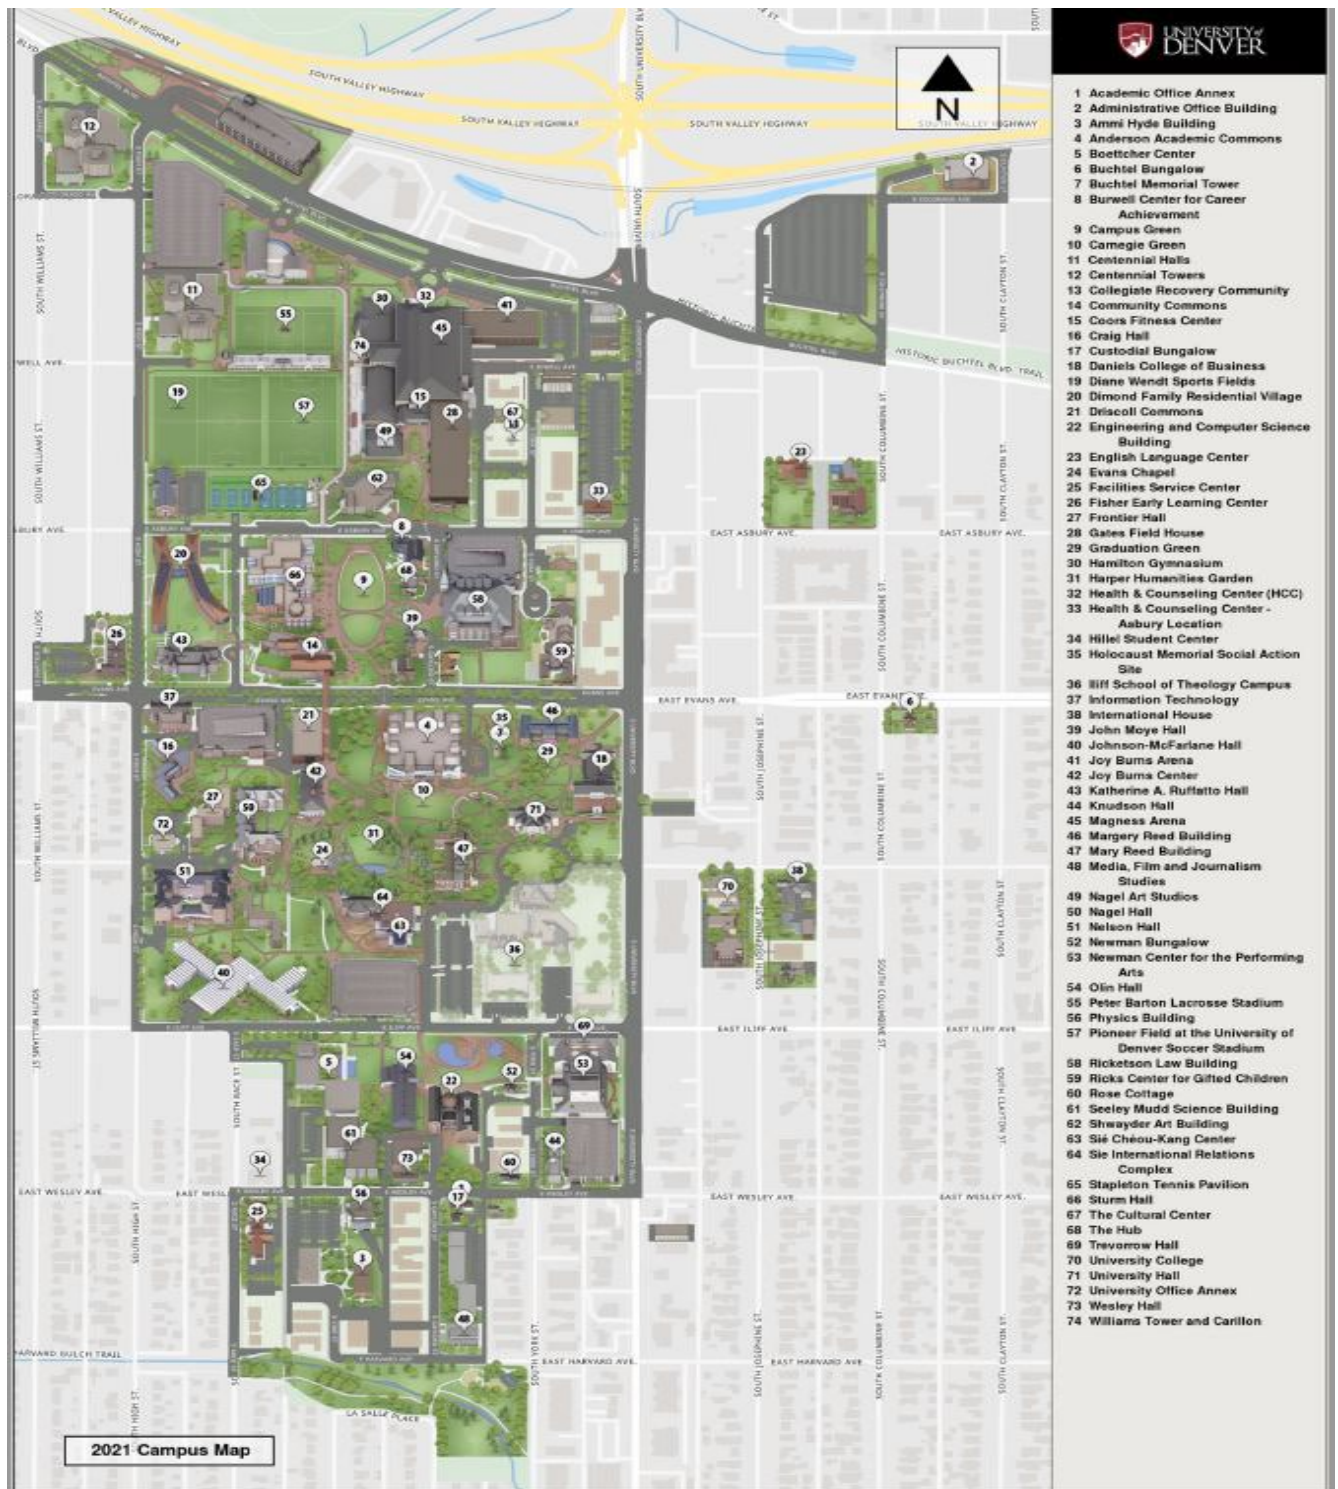 UNIVERSITY of
DENVER
1 Academic Office Annex
2 Administrative Office Building
3 Ammi Hyde Building
4 Anderson Academic Commons
5 Boettcher Center
6 Buchtel Bungalow
7 Buchtel Memorial Tower
8 Burwell Center for Career
Achievement
9 Campus Green
10 Carnegie Green
11 Centennial Halls
12 Centennial Towers
13 Collegiate Recovery Community
14 Community Commons
15 Coors Fitness Center
16 Craig Hall
17 Custodial Bungalow
18 Daniels College of Business
19 Diane Wendt Sports Fields
20 Dimond Family Residential Village
21 Driscoll Commons
22 Engineering and Computer Science
Building
23 English Language Center
24 Evans Chapel
25 Facilities Service Center
26 Fisher Early Learning Center
27 Frontier Hall
28 Gates Field House
29 Graduation Green
30 Hamilton Gymnasium
31 Harper Humanities Garden
32 Health & Counseling Center (HCC)
33 Health & Counseling Center -
Asbury Location
34 Hillel Student Center
35 Holocaust Memorial Social Action
Site
36 Iliff School of Theology Campus
37 Information Technology
38 International House
39 John Moye Hall
40 Johnson-McFarlane Hall
41 Joy Burns Arena
42 Joy Burns Center
43 Katherine A. Ruffatto Hall
44 Knudson Hall
45 Magness Arena
46 Margery Reed Building
47 Mary Reed Building
48 Media, Film and Journalism
Studies
49 Nagel Art Studios
50 Nagel Hall
51 Nelson Hall
52 Newman Bungalow
53 Newman Center for the Performing
Arts
54 Olin Hall
55 Peter Barton Lacrosse Stadium
56 Physics Building
57 Pioneer Field at the University of
Denver Soccer Stadium
58 Ricketson Law Building
59 Ricks Center for Gifted Children
60 Rose Cottage
61 Seeley Mudd Science Building
62 Shwayder Art Building
63 Sié Chéou-Kang Center
64 Sie International Relations
Complex
65 Stapleton Tennis Pavilion
66 Sturm Hall
67 The Cultural Center
68 The Hub
69 Trevorrow Hall
70 University College
71 University Hall
72 University Office Annex
73 Wesley Hall
74 Williams Tower and Carillon
N
SOUTH VALLEY HIGHWAY
SOUTH VALLEY HIGHWAY
SOUTH VALLEY HIGHWAY
HISTORIC BUCHTEL BLVD. TRAIL
SOUTH WILLIAMS ST.
SOUTH WILLIAMS ST.
SOUTH COLUMBINE ST.
SOUTH CLAYTON ST.
EAST ASBURY AVE.
EAST ASBURY AVE.
EAST EVANS AVE.
SOUTH JOSEPHINE ST.
EAST ILIFF AVE
EAST ILIFF AVE
EAST WESLEY AVE
EAST WESLEY AVE.
EAST WESLEY AVE.
SOUTH RACE ST.
SOUTH HIGH ST.
SOUTH YORK ST.
EAST HARVARD AVE.
EAST HARVARD AVE
HARVARD GULCH TRAIL
LA SALLE PLACE
2021 Campus Map